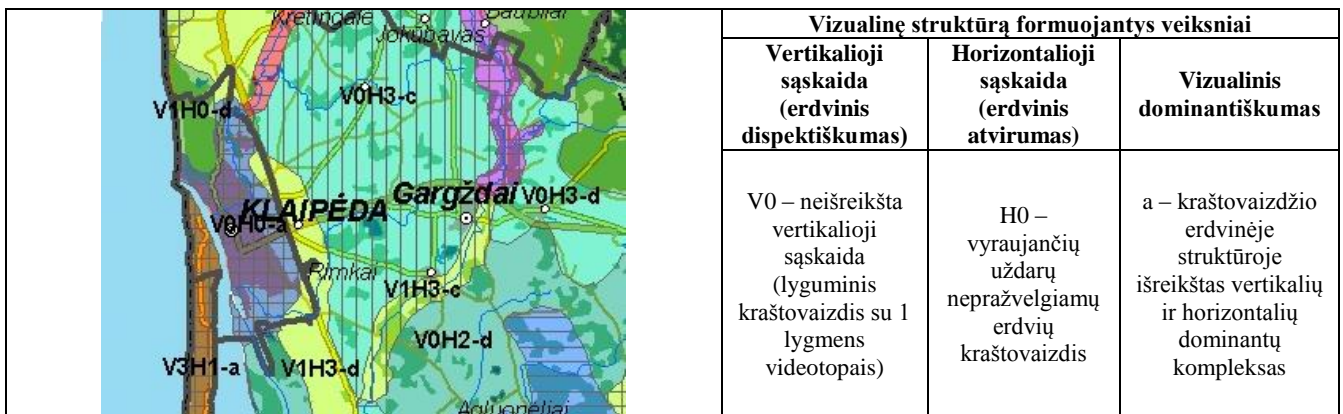 Kretingalė
Jokūbavas
V0H3-c
V1H0-d
Gargždai
V0H3-d
KLAIPĖDA
V0H0-a
Rimkai
V1H3-c
V0H2-d
V3H1-a
V1H3-d
Agluonėliai
Vizualinę struktūrą formuojantys veiksniai
Vertikalioji
sąskaida
(erdvinis
dispektiškumas)
Horizontalioji
sąskaida
(erdvinis
atvirumas)
Vizualinis
dominantiškumas
V0 – neišreikšta
vertikalioji
sąskaida
(lyguminis
kraštovaizdis su 1
lygmens
videotopais)
H0 –
vyraujančių
uždarų
nepražvelgiamų
erdvių
kraštovaizdis
a – kraštovaizdžio
erdvinėje
struktūroje
išreikštas vertikalių
ir horizontalių
dominantų
kompleksas